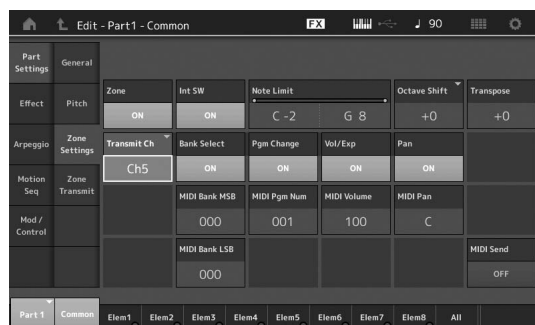 Edit - Part1 - Common
FX
♩ 90
Part Settings
General
Zone
Int SW
Note Limit
Octave Shift
Transpose
Effect
Pitch
ON
ON
C -2
G 8
+0
+0
Arpeggio
Zone Settings
Transmit Ch
Bank Select
Pgm Change
Vol/Exp
Pan
Ch5
ON
ON
ON
ON
Motion Seq
Zone Transmit
MIDI Bank MSB
MIDI Pgm Num
MIDI Volume
MIDI Pan
000
001
100
C
Mod / Control
MIDI Bank LSB
MIDI Send
000
OFF
Part 1
Common
Elem1
Elem2
Elem3
Elem4
Elem5
Elem6
Elem7
Elem8
All